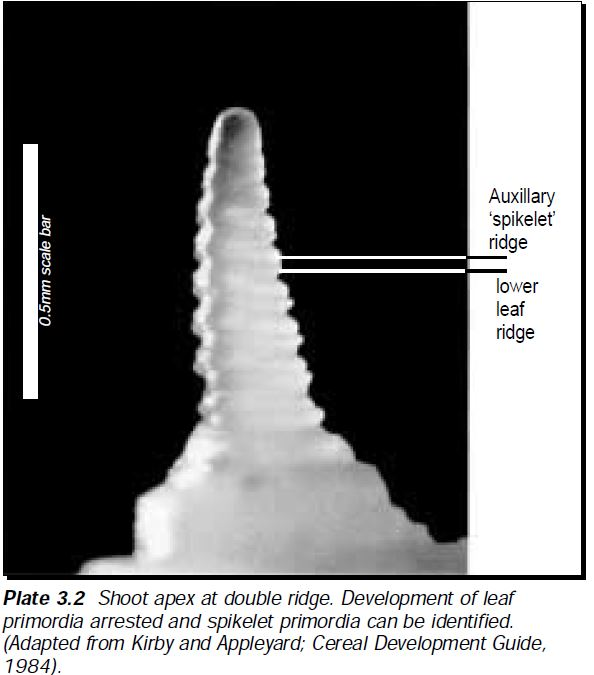 0.5mm scale bar
Auxillary
'spikelet'
ridge
lower
leaf
ridge
Plate 3.2 Shoot apex at double ridge. Development of leaf
primordia arrested and spikelet primordia can be identified.
(Adapted from Kirby and Appleyard; Cereal Development Guide,
1984).